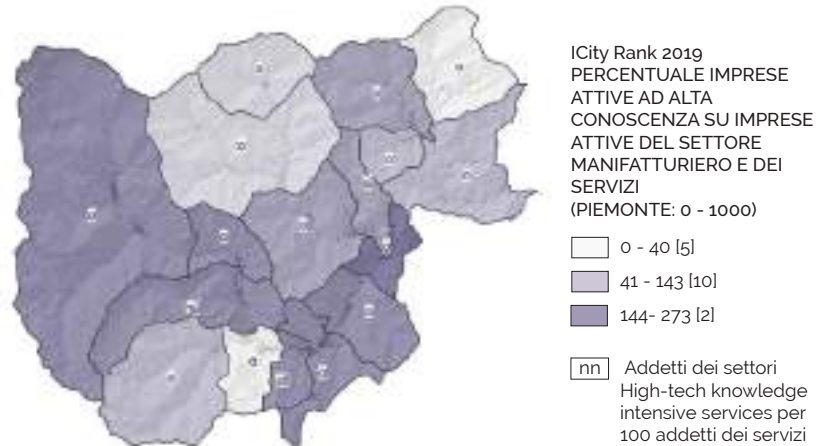 ICity Rank 2019
PERCENTUALE IMPRESE
ATTIVE AD ALTA
CONOSCENZA SU IMPRESE
ATTIVE DEL SETTORE
MANIFATTURIERO E DEI
SERVIZI
(PIEMONTE: 0 - 1000)
0 - 40 [5]
41 - 143 [10]
144- 273 [2]
nn Addetti dei settori
High-tech knowledge
intensive services per
100 addetti dei servizi